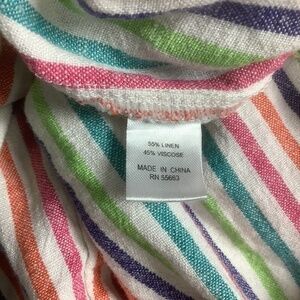 55% LINEN
45% VISCOSE
MADE IN CHINA
RN 55663